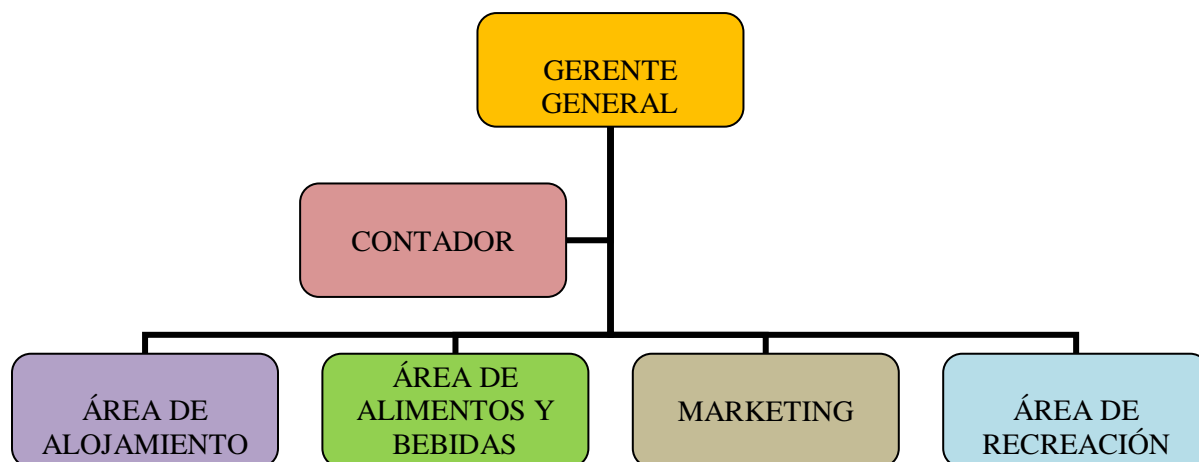 GERENTE
GENERAL
CONTADOR
ÁREA DE
ALOJAMIENTO
ÁREA DE
ALIMENTOS Y
BEBIDAS
MARKETING
ÁREA DE
RECREACIÓN